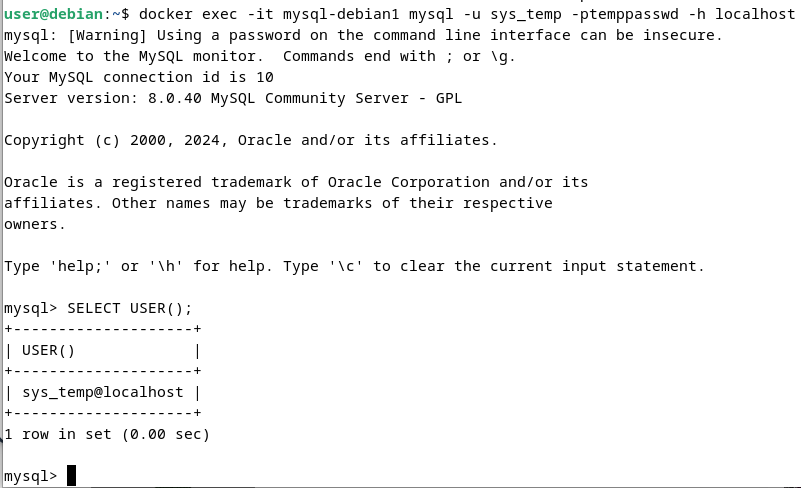 user@debian:~$ docker exec -it mysql-debian1 mysql -u sys_temp -ptemppasswd -h localhost
mysql: [Warning] Using a password on the command line interface can be insecure.
Welcome to the MySQL monitor.  Commands end with ; or \g.
Your MySQL connection id is 10
Server version: 8.0.40 MySQL Community Server - GPL

Copyright (c) 2000, 2024, Oracle and/or its affiliates.

Oracle is a registered trademark of Oracle Corporation and/or its
affiliates. Other names may be trademarks of their respective
owners.

Type 'help;' or '\h' for help. Type '\c' to clear the current input statement.

mysql> SELECT USER();
+--------------------+
| USER()             |
+--------------------+
| sys_temp@localhost |
+--------------------+
1 row in set (0.00 sec)

mysql>